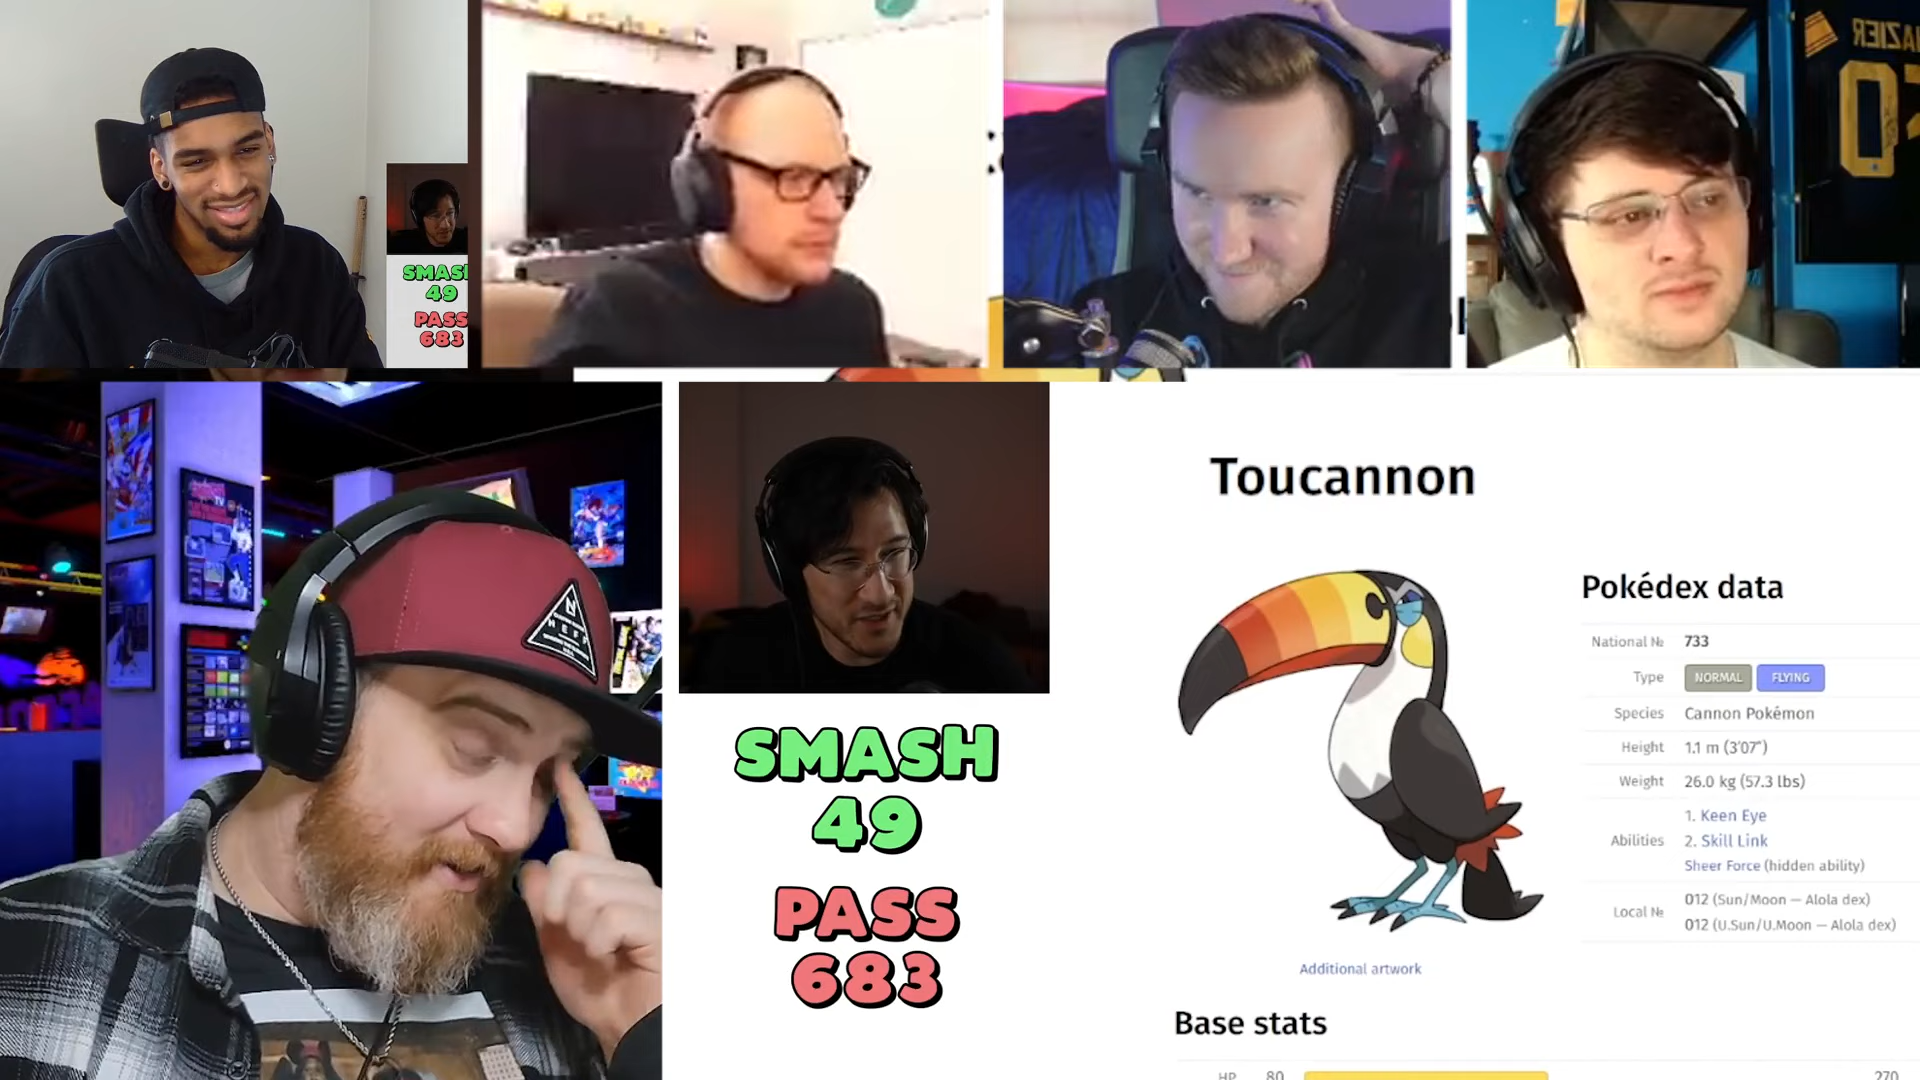 SMASH
49
PASS
683
Toucannon
Pokédex data
National № 733
Type NORMAL FLYING
Species Cannon Pokémon
Height 1.1 m (3'07")
Weight 26.0 kg (57.3 lbs)
Abilities 1. Keen Eye
2. Skill Link
Sheer Force (hidden ability)
Local № 012 (Sun/Moon — Alola dex)
012 (U.Sun/U.Moon — Alola dex)
SMASH
49
PASS
683
NEFF
Additional artwork
Base stats
HP 80 270